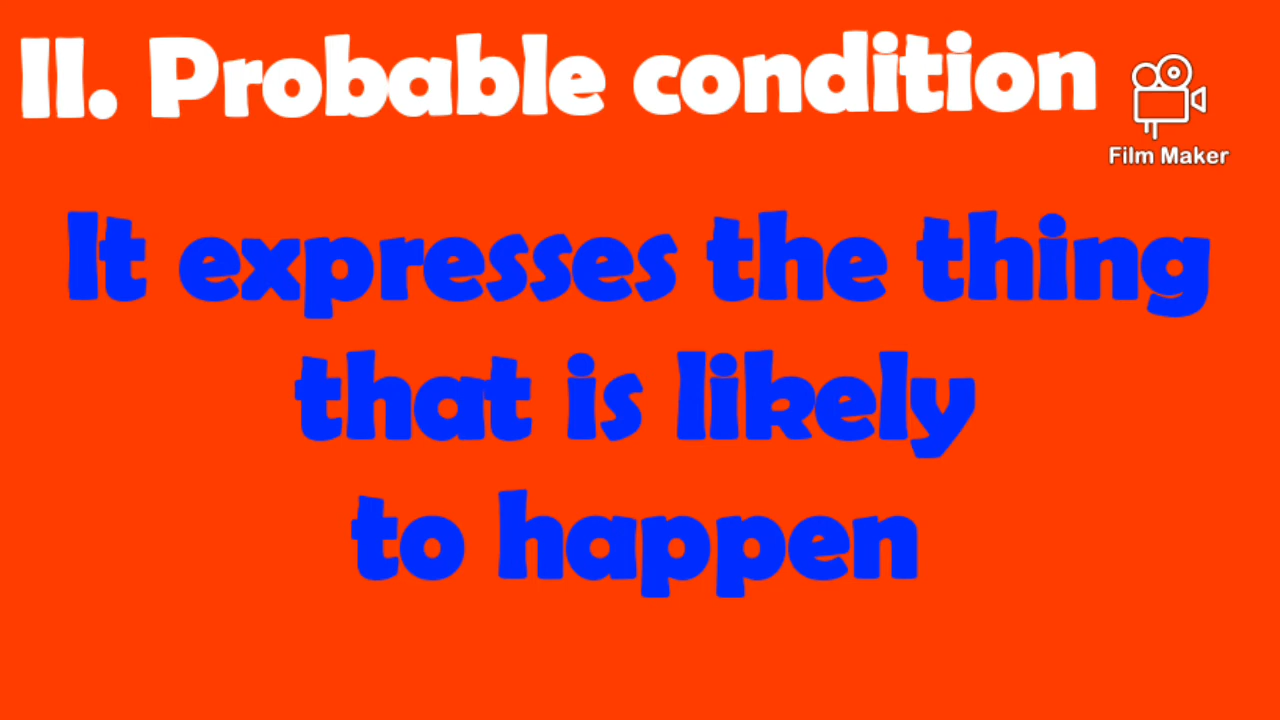 II. Probable condition
Film Maker
It expresses the thing
that is likely
to happen